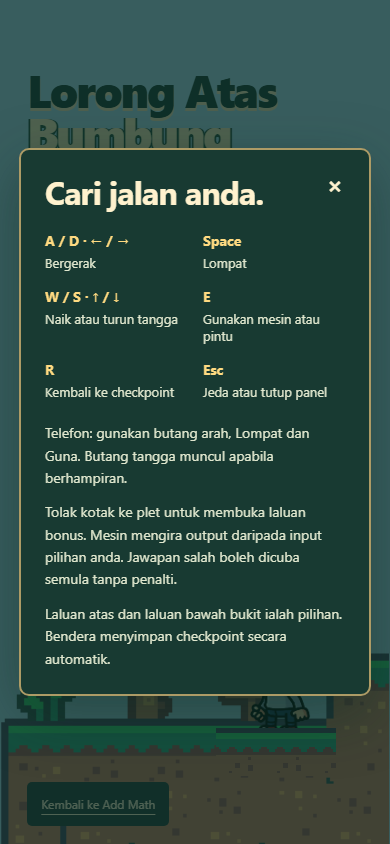 Lorong Atas
Bumbung
Cari jalan anda.
×
A / D · ← / →
Bergerak
Space
Lompat
W / S · ↑ / ↓
Naik atau turun tangga
E
Gunakan mesin atau
pintu
R
Kembali ke checkpoint
Esc
Jeda atau tutup panel
Telefon: gunakan butang arah, Lompat dan
Guna. Butang tangga muncul apabila
berhampiran.
Tolak kotak ke plet untuk membuka laluan
bonus. Mesin mengira output daripada input
pilihan anda. Jawapan salah boleh dicuba
semula tanpa penalti.
Laluan atas dan laluan bawah bukit ialah pilihan.
Bendera menyimpan checkpoint secara
automatik.
Kembali ke Add Math